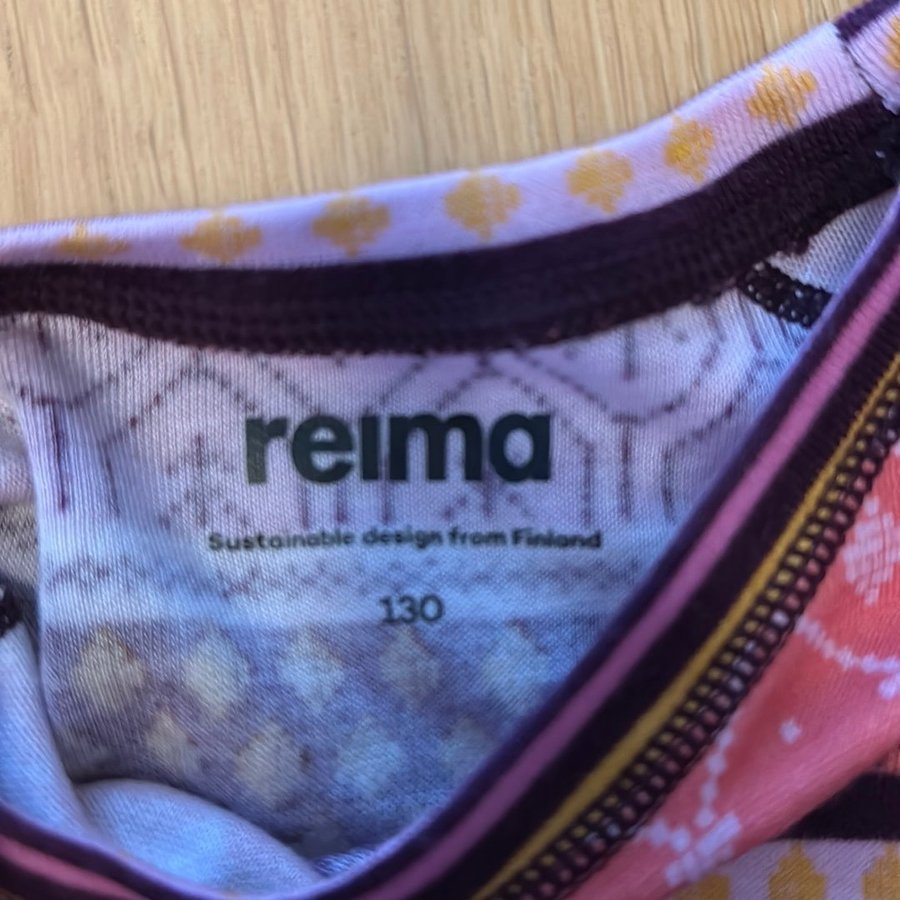 reima
Sustainable design from Finland
130